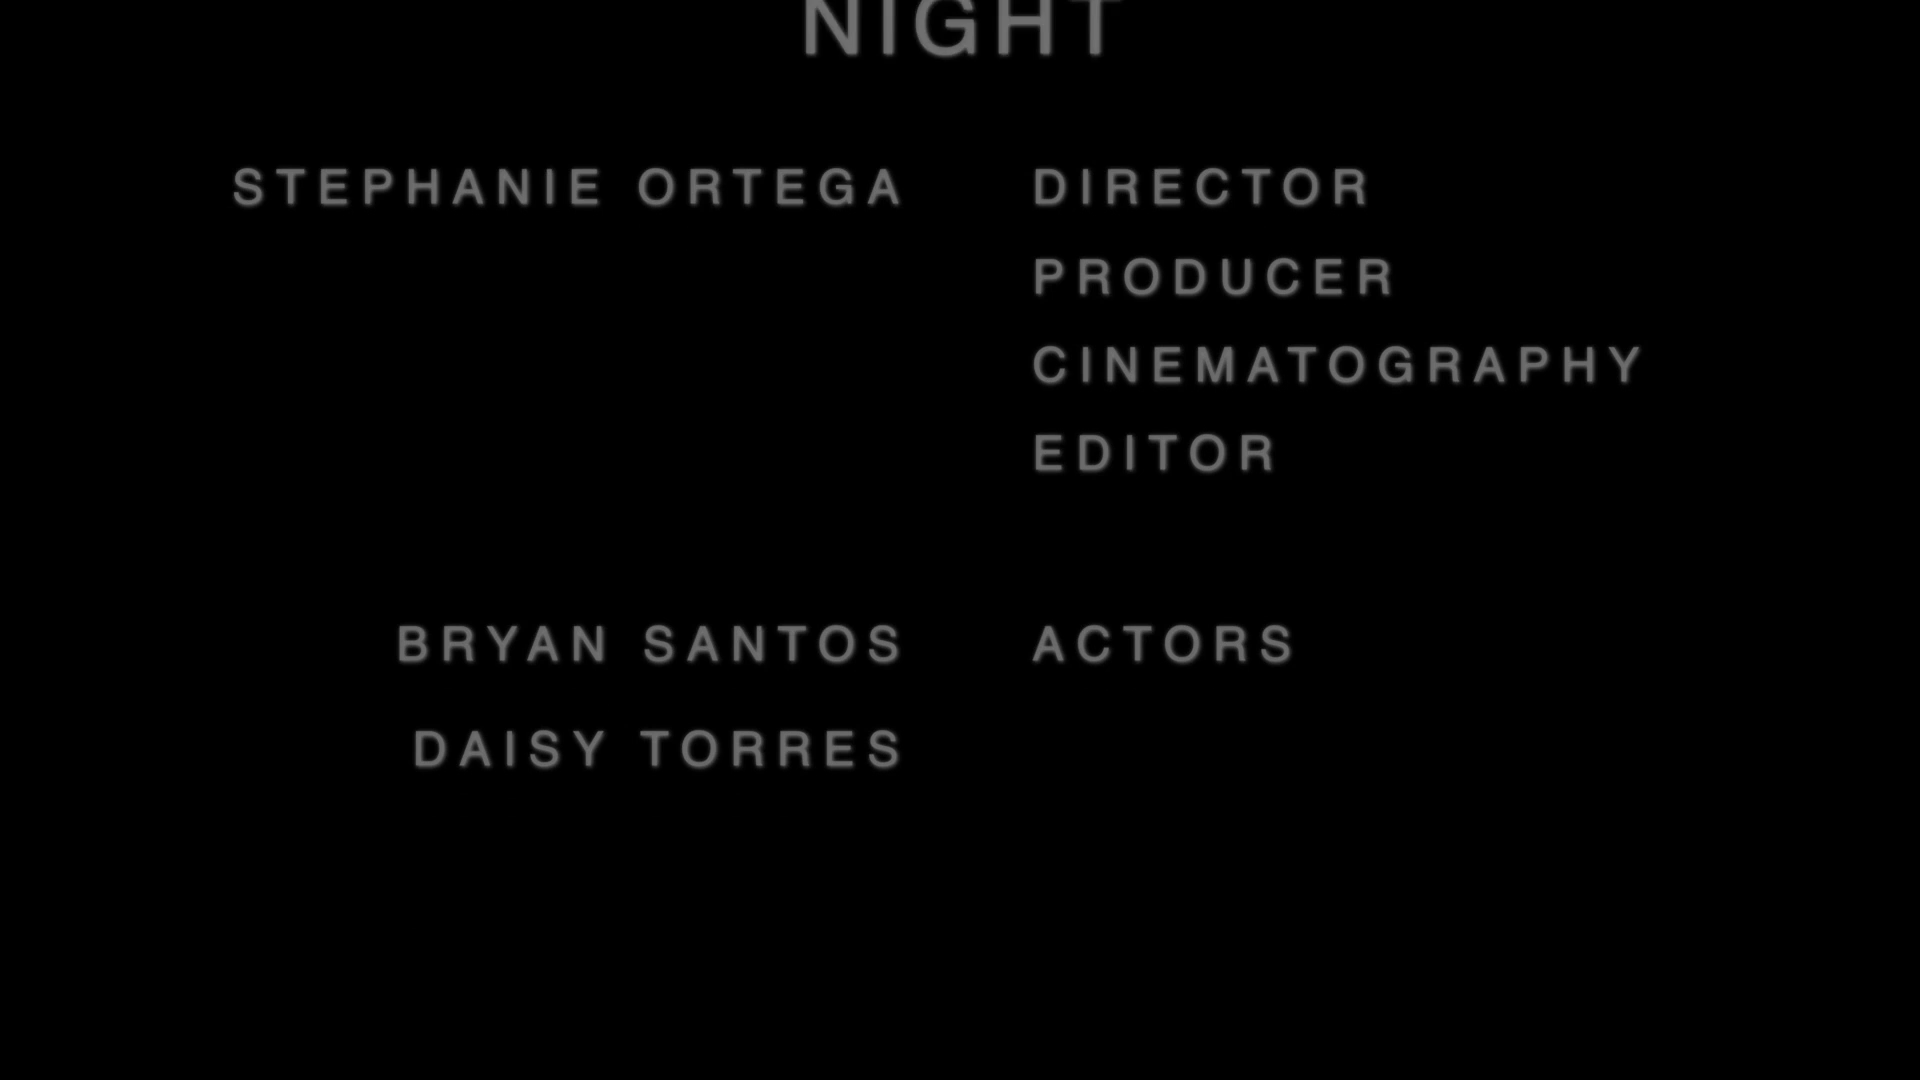 NIGHT
STEPHANIE ORTEGA DIRECTOR
PRODUCER
CINEMATOGRAPHY
EDITOR
BRYAN SANTOS ACTORS
DAISY TORRES